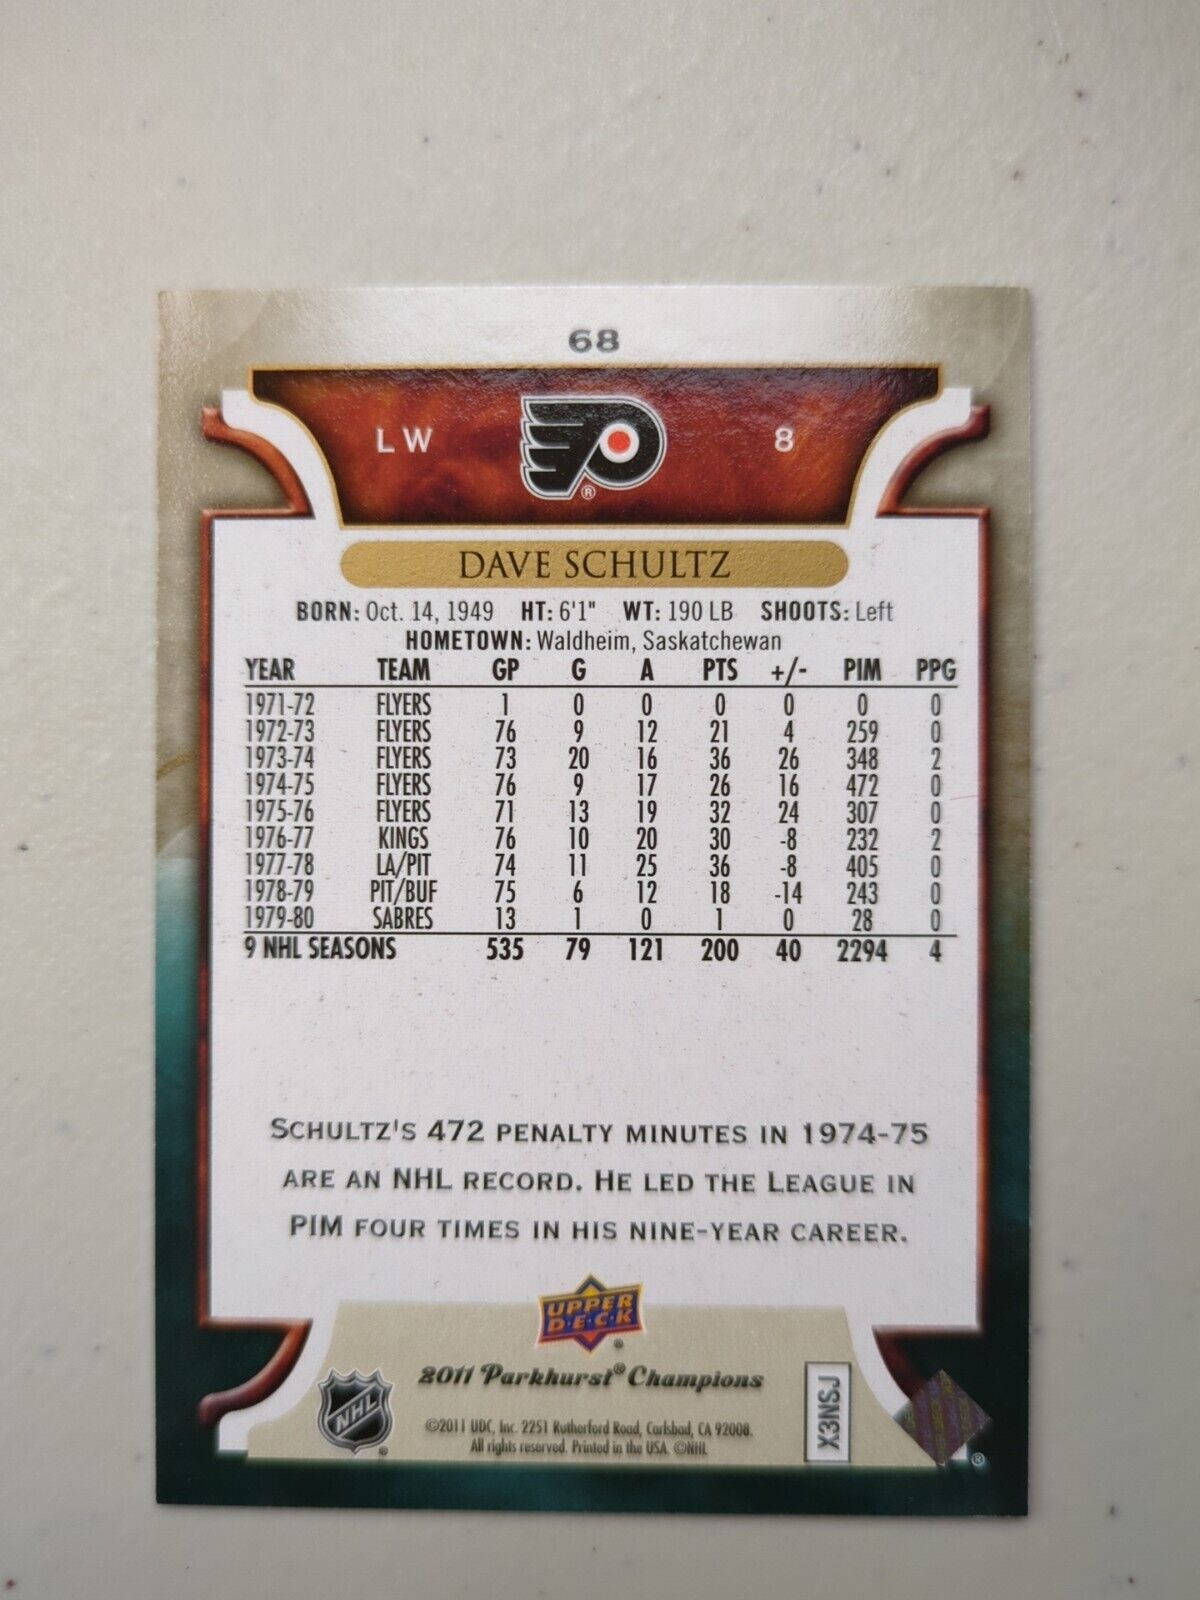 68
LW 8
®
DAVE SCHULTZ
BORN: Oct. 14, 1949 HT: 6'1" WT: 190 LB SHOOTS: Left
HOMETOWN: Waldheim, Saskatchewan
YEAR TEAM GP G A PTS +/- PIM PPG
1971-72 FLYERS 1 0 0 0 0 0 0
1972-73 FLYERS 76 9 12 21 4 259 0
1973-74 FLYERS 73 20 16 36 26 348 2
1974-75 FLYERS 76 9 17 26 16 472 0
1975-76 FLYERS 71 13 19 32 24 307 0
1976-77 KINGS 76 10 20 30 -8 232 2
1977-78 LA/PIT 74 11 25 36 -8 405 0
1978-79 PIT/BUF 75 6 12 18 -14 243 0
1979-80 SABRES 13 1 0 1 0 28 0
9 NHL SEASONS 535 79 121 200 40 2294 4
SCHULTZ'S 472 PENALTY MINUTES IN 1974-75
ARE AN NHL RECORD. HE LED THE LEAGUE IN
PIM FOUR TIMES IN HIS NINE-YEAR CAREER.
UPPER
D·E·C·K
®
2011 Parkhurst® Champions
NHL
®
©2011 UDC, Inc. 2251 Rutherford Road, Carlsbad, CA 92008.
All rights reserved. Printed in the USA. ©NHL
X3NSJ
®